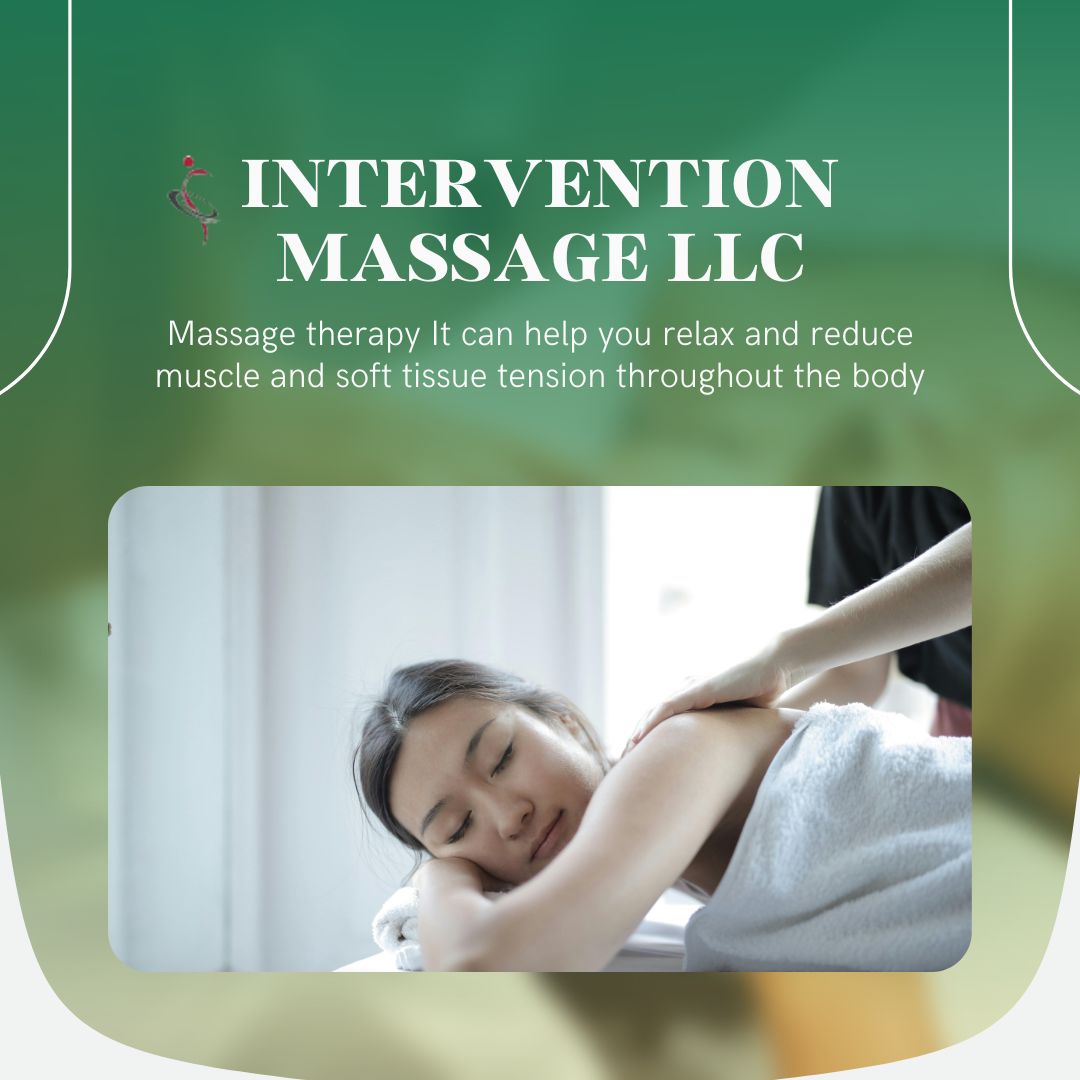 INTERVENTION
MASSAGE LLC
Massage therapy It can help you relax and reduce
muscle and soft tissue tension throughout the body